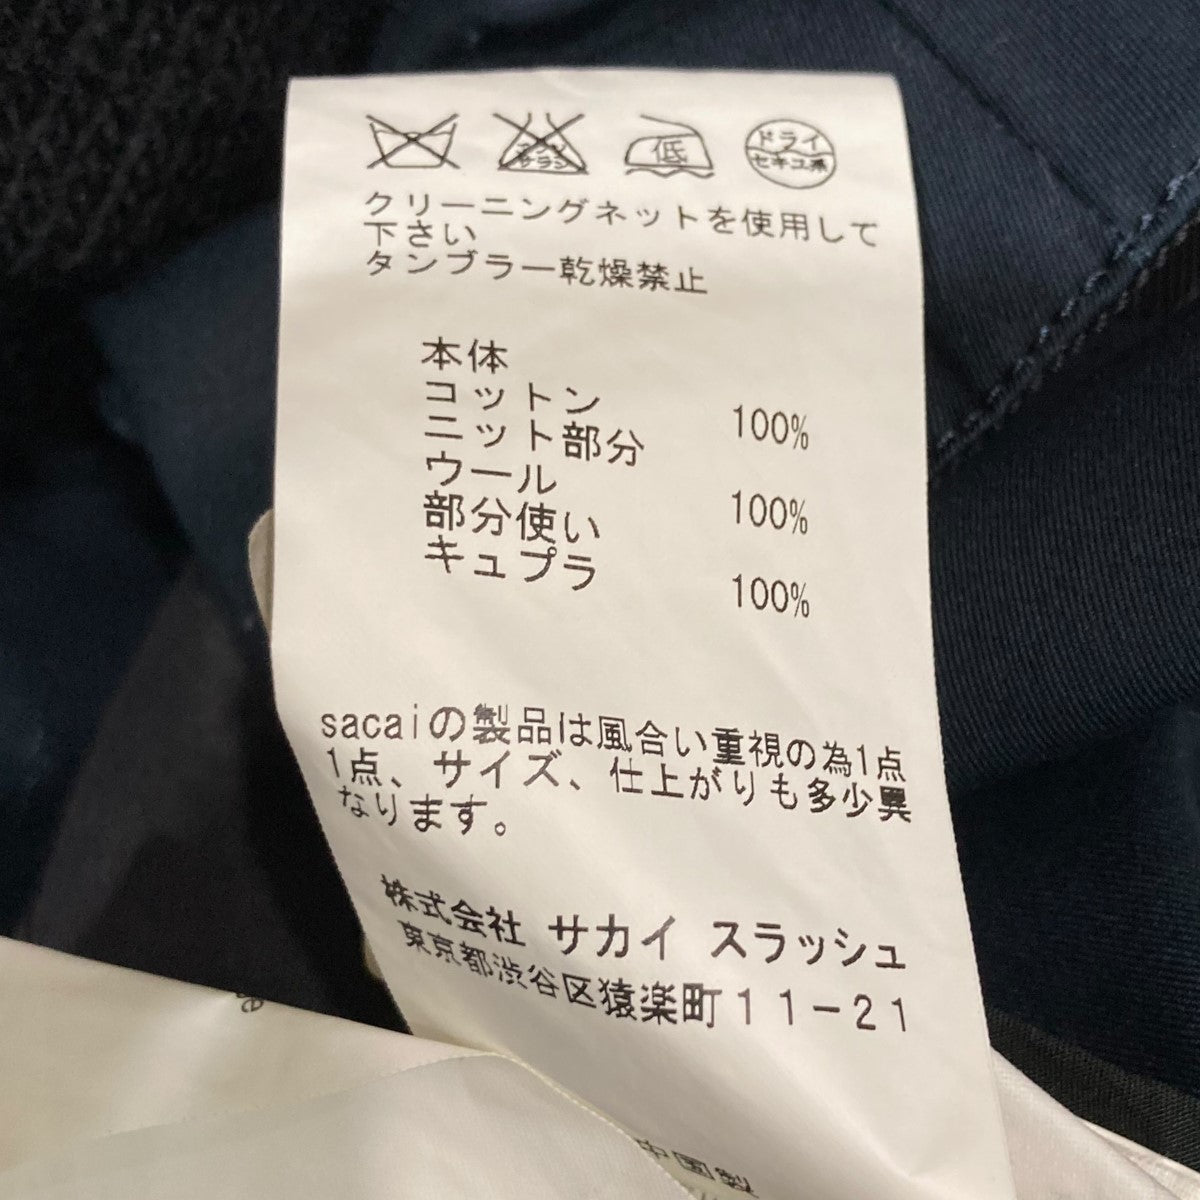 低
ドライ
セキユ系
クリーニングネットを使用して
下さい
タンブラー乾燥禁止
本体
コットン 100%
ニット部分
ウール 100%
部分使い
キュプラ 100%
sacaiの製品は風合い重視の為1点
1点、サイズ、仕上がりも多少異
なります。
株式会社 サカイ スラッシュ
東京都渋谷区猿楽町11-21
中国製